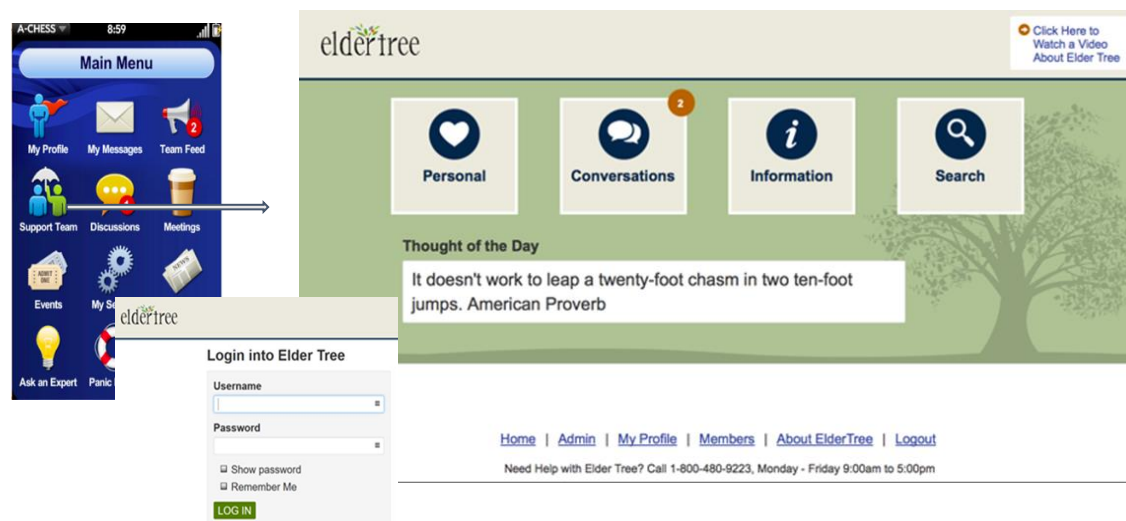 A-CHESS 8:59
Main Menu
My Profile My Messages Team Feed
2
Support Team Discussions Meetings
ADMIT ONE
NEWS
Events
Ask an Expert Panic
eldertree
Click Here to
Watch a Video
About Elder Tree
2
Personal Conversations Information Search
Thought of the Day
It doesn't work to leap a twenty-foot chasm in two ten-foot
jumps. American Proverb
Home | Admin | My Profile | Members | About ElderTree | Logout
Need Help with Elder Tree? Call 1-800-480-9223, Monday - Friday 9:00am to 5:00pm
eldertree
Login into Elder Tree
Username
Password
Show password
Remember Me
LOG IN